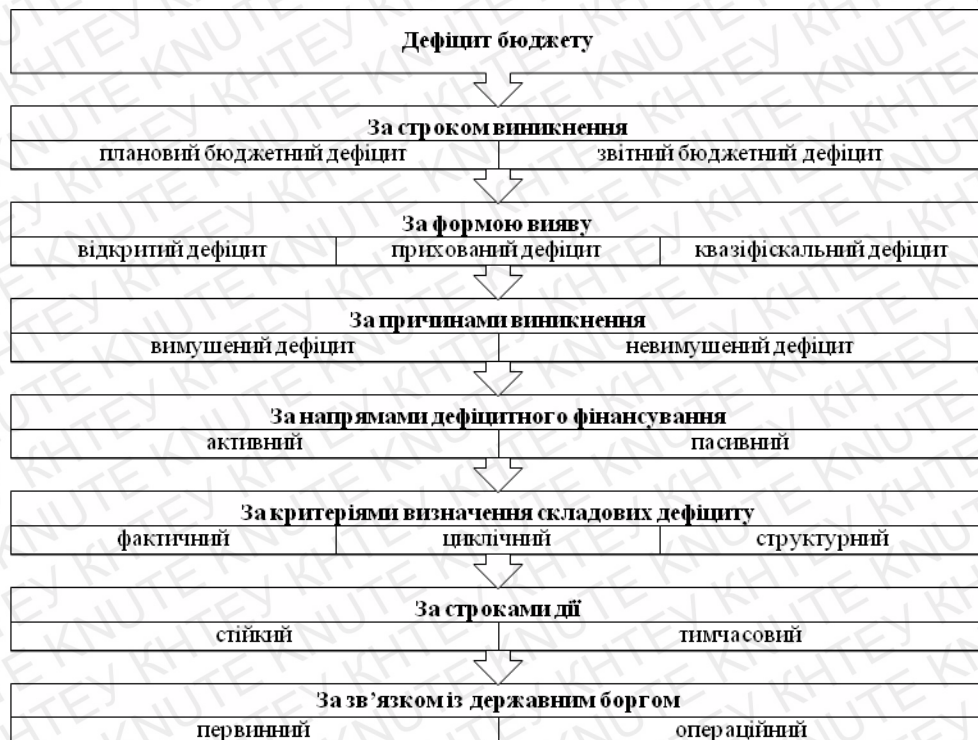 Дефіцит бюджету
За строком виникнення
плановий бюджетний дефіцит звітний бюджетний дефіцит
За формою вияву
відкритий дефіцит прихований дефіцит квазіфіскальний дефіцит
За причинами виникнення
вимушений дефіцит невимушений дефіцит
За напрямами дефіцитного фінансування
активний пасивний
За критеріями визначення складових дефіциту
фактичний циклічний структурний
За строками дії
стійкий тимчасовий
За зв’язком із державним боргом
первинний операційний